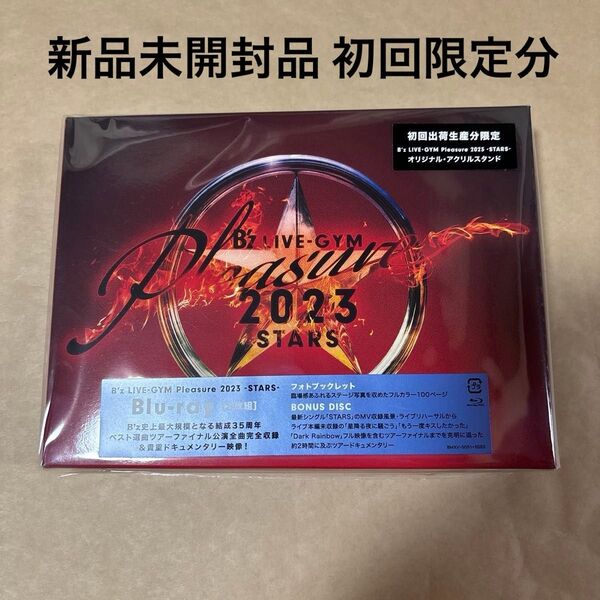 新品未開封品 初回限定分
初回出荷生産分限定
B'z LIVE-GYM Pleasure 2023 -STARS-
オリジナル・アクリルスタンド
B'z LIVE-GYM
Pleasure
2023
-STARS-
B'z LIVE-GYM Pleasure 2023 -STARS-
Blu-ray
枚組]
B'z史上最大規模となる結成35周年
ベスト選曲ツアーファイナル公演全曲完全収録
&貴重ドキュメンタリー映像!
フォトブックレット
臨場感あふれるステージ写真を収めたフルカラー100ページ
BONUS DISC
最新シングル「STARS」のMV収録風景・ライブリハーサルから
ライブ本編未収録の「星降る夜に騒ごう」「もう一度キスしたかった」
「Dark Rainbow」フル映像を含むツアーファイナルまでを克明に追った
約2時間に及ぶツアードキュメンタリー